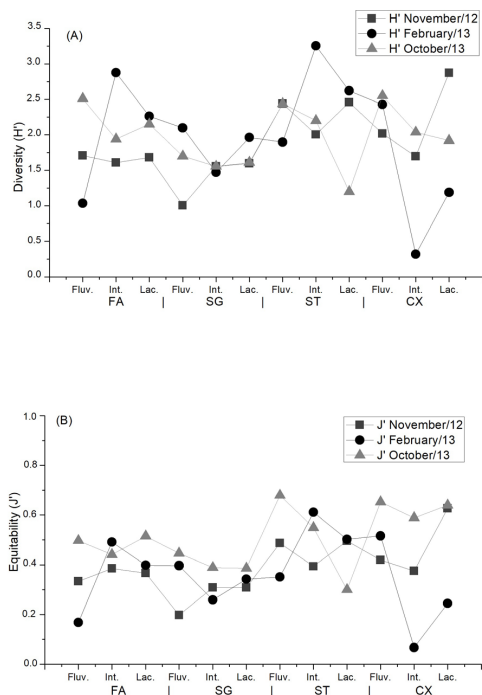 (A)
H' November/12
H' February/13
H' October/13
Diversity (H')
3.5
3.0
2.5
2.0
1.5
1.0
0.5
0.0
Fluv. Int. Lac. Fluv. Int. Lac. Fluv. Int. Lac. Fluv. Int. Lac.
FA | SG | ST | CX
(B)
J' November/12
J' February/13
J' October/13
Equitability (J')
1.0
0.8
0.6
0.4
0.2
0.0
Fluv. Int. Lac. Fluv. Int. Lac. Fluv. Int. Lac. Fluv. Int. Lac.
FA | SG | ST | CX